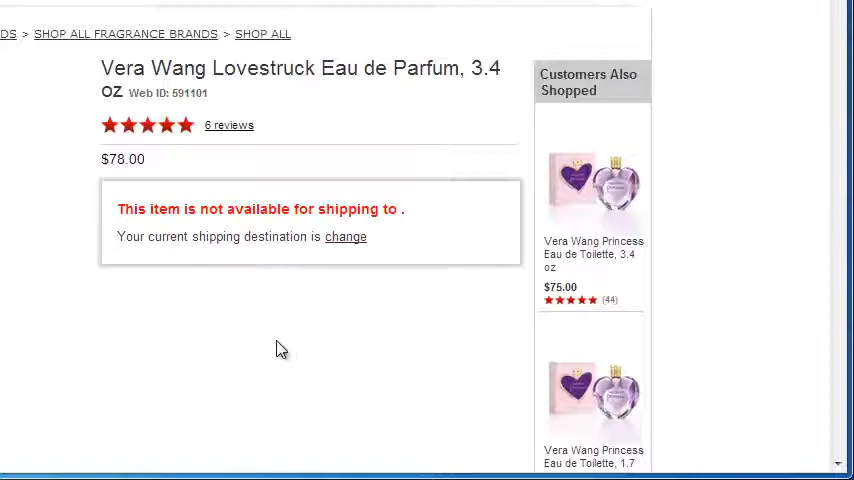 DS > SHOP ALL FRAGRANCE BRANDS > SHOP ALL
Vera Wang Lovestruck Eau de Parfum, 3.4
OZ Web ID: 591101
6 reviews
$78.00
This item is not available for shipping to .
Your current shipping destination is change
Customers Also
Shopped
Vera Wang Princess
Eau de Toilette, 3.4
oz
$75.00
(44)
Vera Wang Princess
Eau de Toilette, 1.7